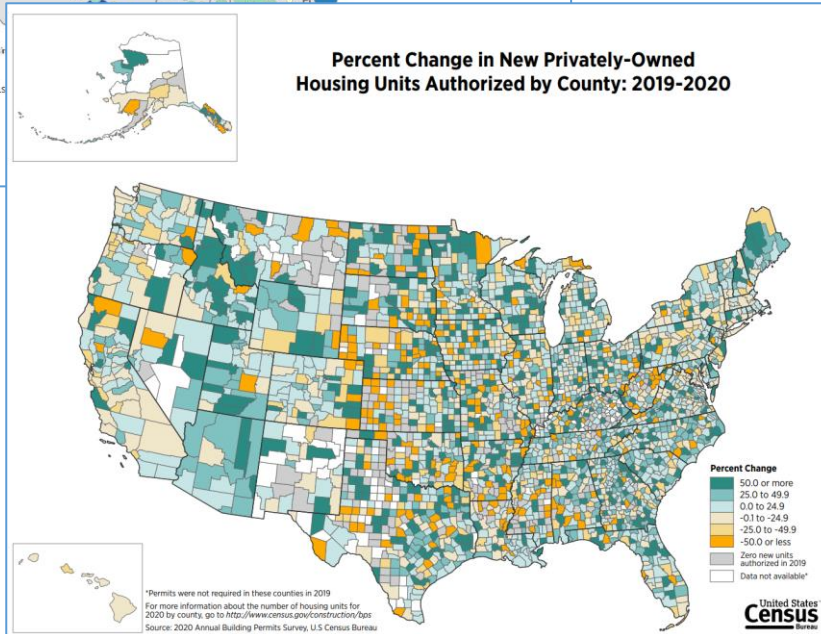 Percent Change in New Privately-Owned
Housing Units Authorized by County: 2019-2020
Percent Change
50.0 or more
25.0 to 49.9
0.0 to 24.9
-0.1 to -24.9
-25.0 to -49.9
-50.0 or less
Zero new units
authorized in 2019
Data not available*
*Permits were not required in these counties in 2019
For more information about the number of housing units for
2020 by county, go to http://www.census.gov/construction/bps
Source: 2020 Annual Building Permits Survey, U.S Census Bureau
United States®
Census
Bureau